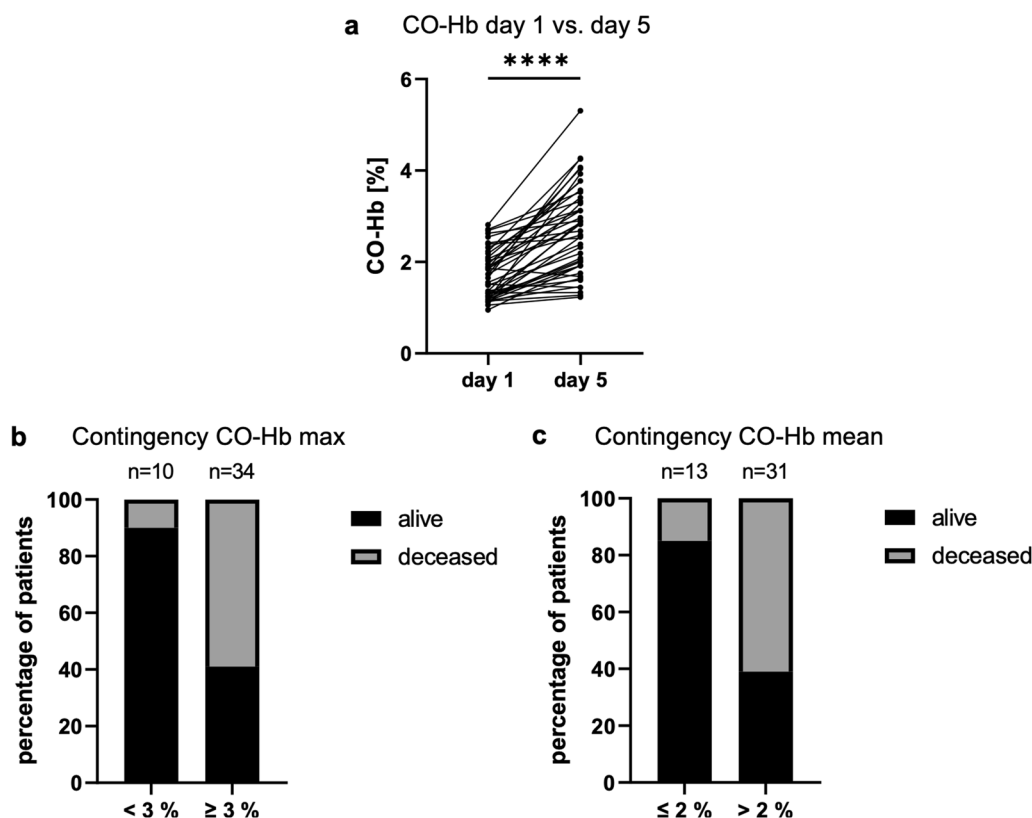 a CO-Hb day 1 vs. day 5
****
6
4
2
0
CO-Hb [%]
day 1 day 5
b Contingency CO-Hb max
n=10 n=34
100
80
60
40
20
0
percentage of patients
< 3 % ≥ 3 %
alive
deceased
c Contingency CO-Hb mean
n=13 n=31
100
80
60
40
20
0
percentage of patients
≤ 2 % > 2 %
alive
deceased